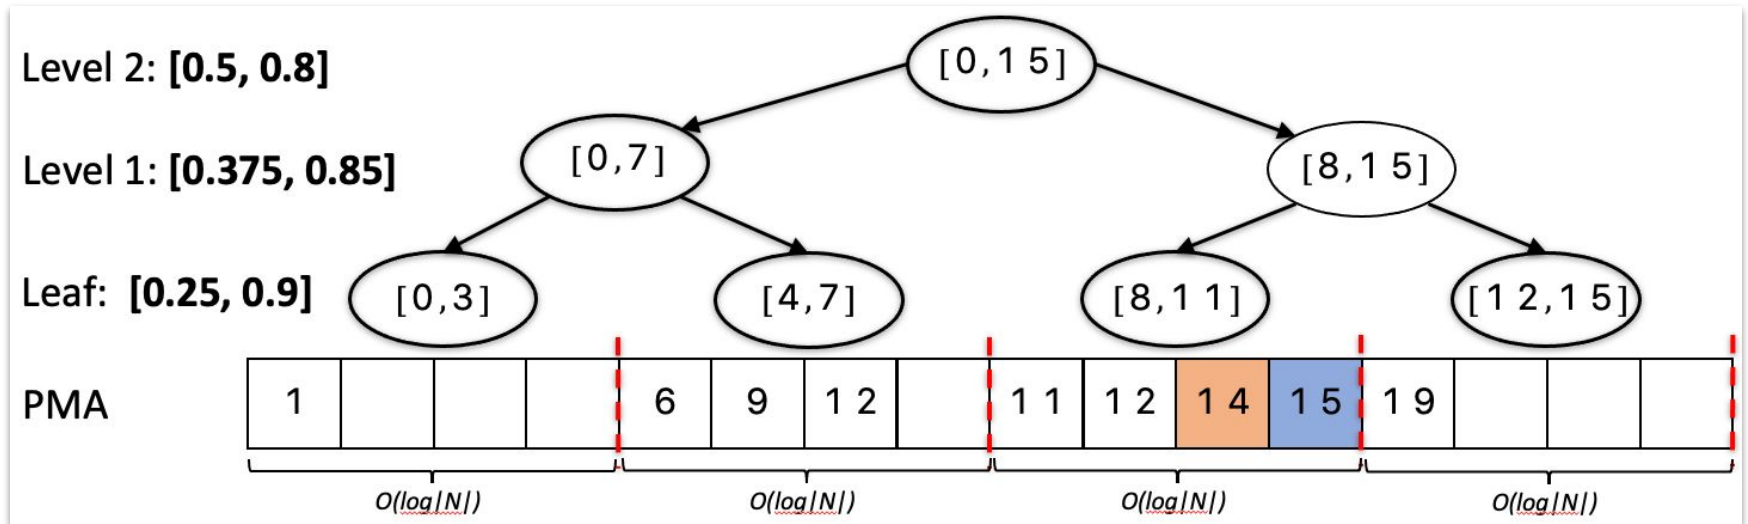 Level 2: [0.5, 0.8]
[0,15]
Level 1: [0.375, 0.85]
[0,7]
[8,15]
Leaf: [0.25, 0.9]
[0,3]
[4,7]
[8,11]
[12,15]
PMA
1 6 9 12 11 12 14 15 19
O(log|N|) O(log|N|) O(log|N|) O(log|N|)